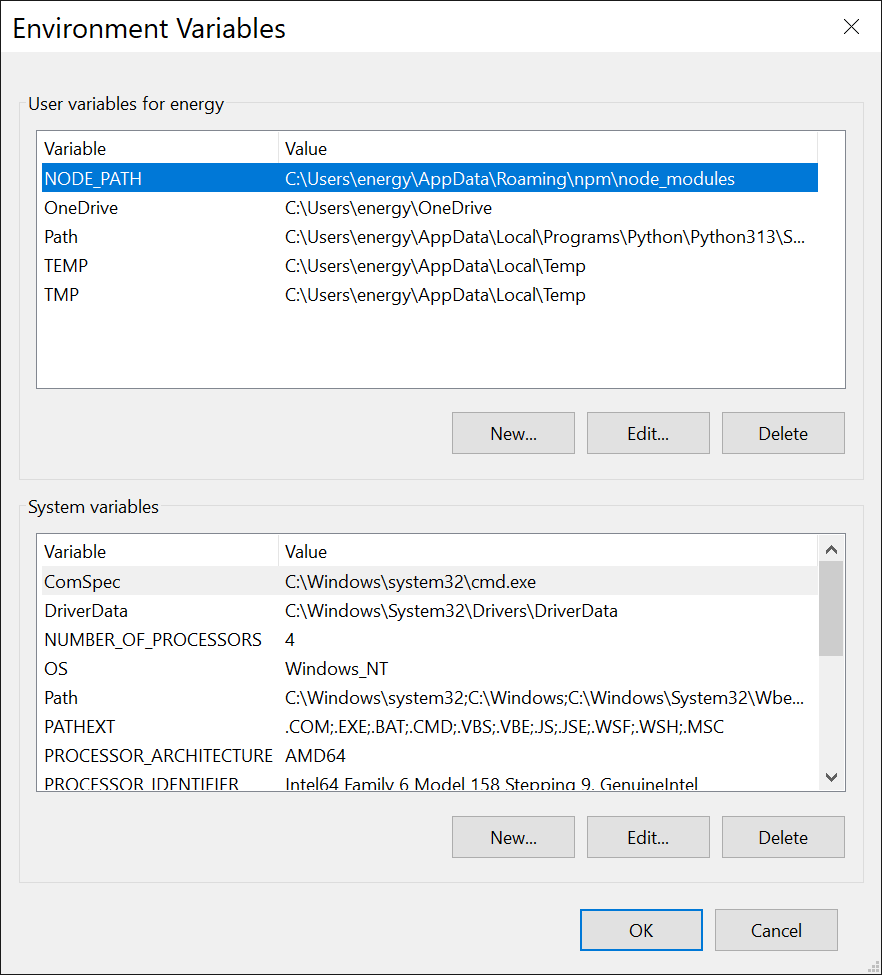 Environment Variables
User variables for energy
Variable Value
NODE_PATH C:\Users\energy\AppData\Roaming\npm\node_modules
OneDrive C:\Users\energy\OneDrive
Path C:\Users\energy\AppData\Local\Programs\Python\Python313\S...
TEMP C:\Users\energy\AppData\Local\Temp
TMP C:\Users\energy\AppData\Local\Temp
New... Edit... Delete
System variables
Variable Value
ComSpec C:\Windows\system32\cmd.exe
DriverData C:\Windows\System32\Drivers\DriverData
NUMBER_OF_PROCESSORS 4
OS Windows_NT
Path C:\Windows\system32;C:\Windows;C:\Windows\System32\Wbe...
PATHEXT .COM;.EXE;.BAT;.CMD;.VBS;.VBE;.JS;.JSE;.WSF;.WSH;.MSC
PROCESSOR_ARCHITECTURE AMD64
PROCESSOR_IDENTIFIER Intel64 Family 6 Model 158 Stepping 9, GenuineIntel
New... Edit... Delete
OK Cancel